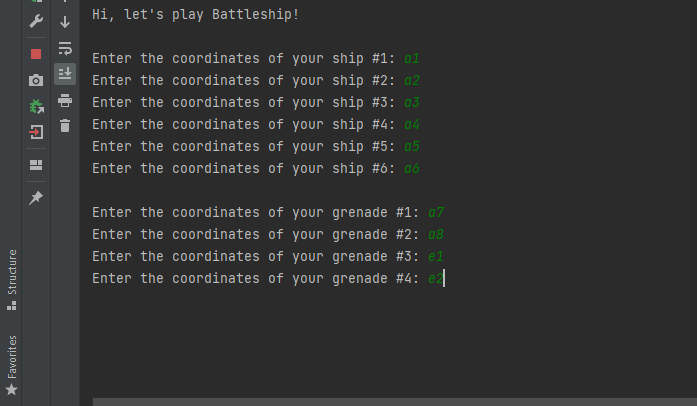 Hi, let's play Battleship!
Enter the coordinates of your ship #1: a1
Enter the coordinates of your ship #2: a2
Enter the coordinates of your ship #3: a3
Enter the coordinates of your ship #4: a4
Enter the coordinates of your ship #5: a5
Enter the coordinates of your ship #6: a6
Enter the coordinates of your grenade #1: a7
Enter the coordinates of your grenade #2: a8
Enter the coordinates of your grenade #3: e1
Enter the coordinates of your grenade #4: e2
Structure
Favorites